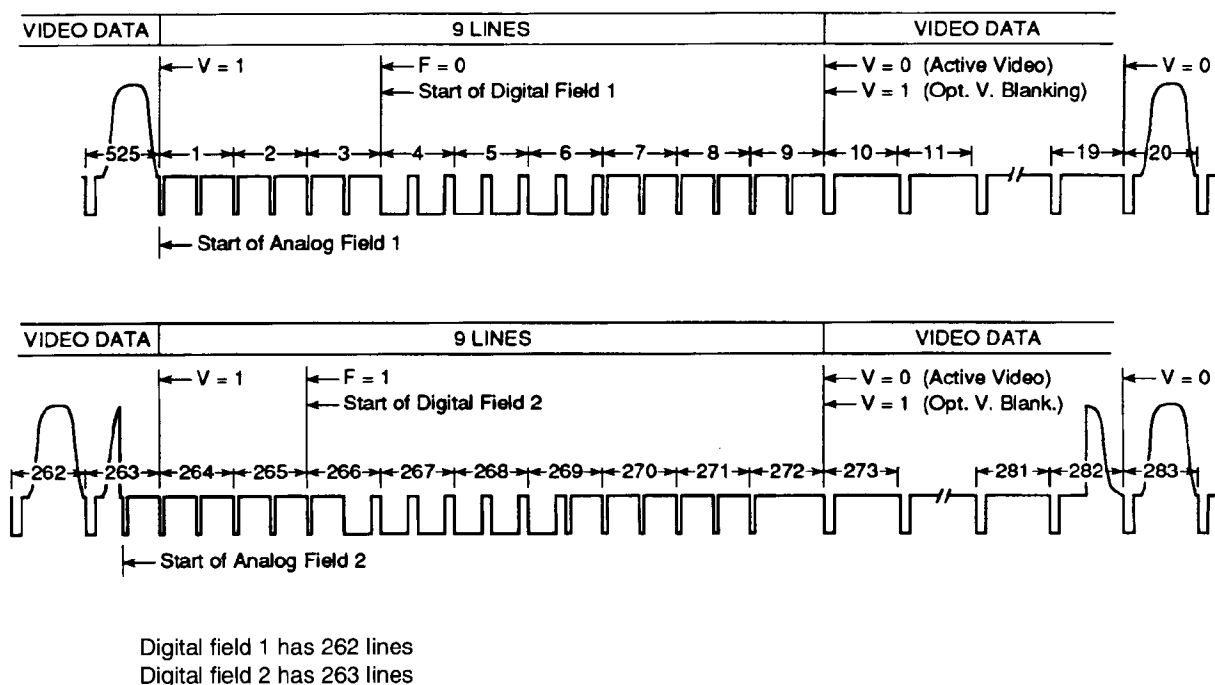 VIDEO DATA 9 LINES VIDEO DATA
V = 1 F = 0 V = 0 (Active Video) V = 0
Start of Digital Field 1 V = 1 (Opt. V. Blanking)
525 1 2 3 4 5 6 7 8 9 10 11 19 20
Start of Analog Field 1
VIDEO DATA 9 LINES VIDEO DATA
V = 1 F = 1 V = 0 (Active Video) V = 0
Start of Digital Field 2 V = 1 (Opt. V. Blank.)
262 263 264 265 266 267 268 269 270 271 272 273 281 282 283
Start of Analog Field 2
Digital field 1 has 262 lines
Digital field 2 has 263 lines